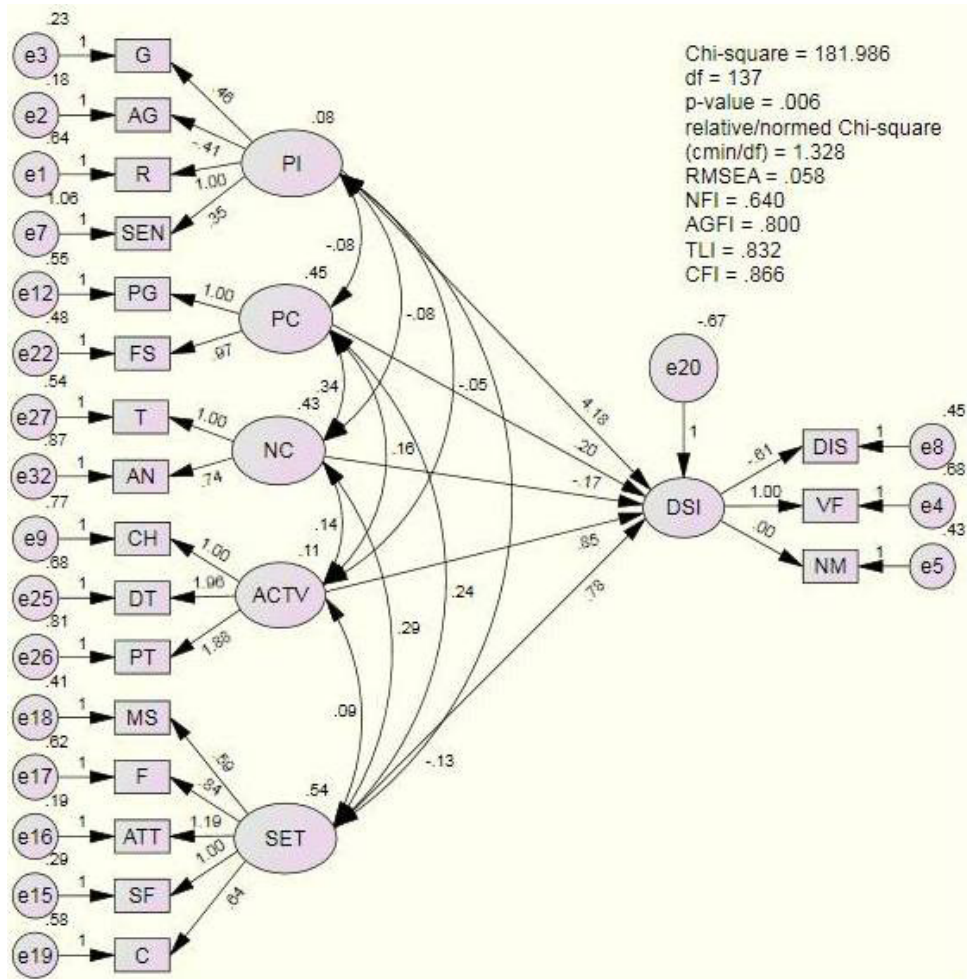 .23
e3 1 G
.18
e2 1 AG
.64
e1 1 R
1.06
e7 1 SEN
.55
e12 1 PG
.48
e22 1 FS
.54
e27 1 T
.87
e32 1 AN
.77
e9 1 CH
.68
e25 1 DT
.81
e26 1 PT
.41
e18 1 MS
.62
e17 1 F
.19
e16 1 ATT
.29
e15 1 SF
.58
e19 1 C
.46
-.41
1.00
.35
.08
PI
1.00
.97
.45
PC
1.00
.74
.43
NC
1.00
1.96
1.88
.11
ACTV
.59
.84
1.19
1.00
.64
.54
SET
-.08
-.08
-.05
.34
.16
.14
.24
.29
.09
-.13
4.18
.20
-.17
.85
.78
Chi-square = 181.986
df = 137
p-value = .006
relative/normed Chi-square
(cmin/df) = 1.328
RMSEA = .058
NFI = .640
AGFI = .800
TLI = .832
CFI = .866
-.67
e20
1
DSI
-.61
1.00
.00
.45
DIS 1 e8
.68
VF 1 e4
.43
NM 1 e5